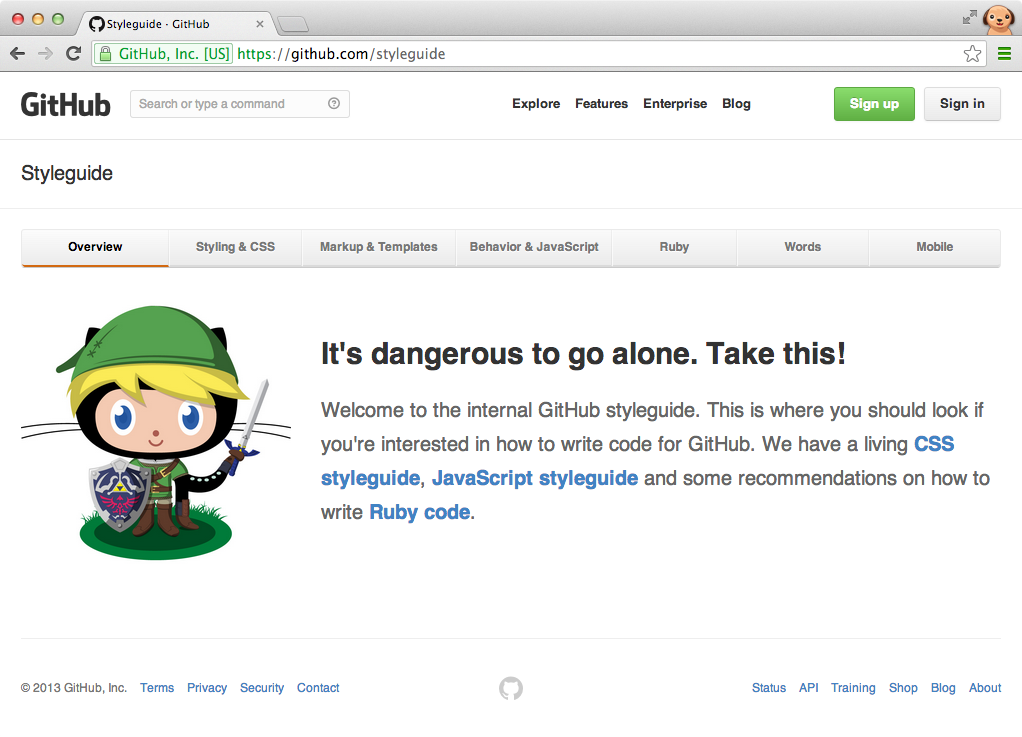 Styleguide · GitHub
GitHub, Inc. [US] https://github.com/styleguide
GitHub Search or type a command Explore Features Enterprise Blog Sign up Sign in
Styleguide
Overview Styling & CSS Markup & Templates Behavior & JavaScript Ruby Words Mobile
It's dangerous to go alone. Take this!
Welcome to the internal GitHub styleguide. This is where you should look if
you're interested in how to write code for GitHub. We have a living CSS
styleguide, JavaScript styleguide and some recommendations on how to
write Ruby code.
© 2013 GitHub, Inc. Terms Privacy Security Contact Status API Training Shop Blog About